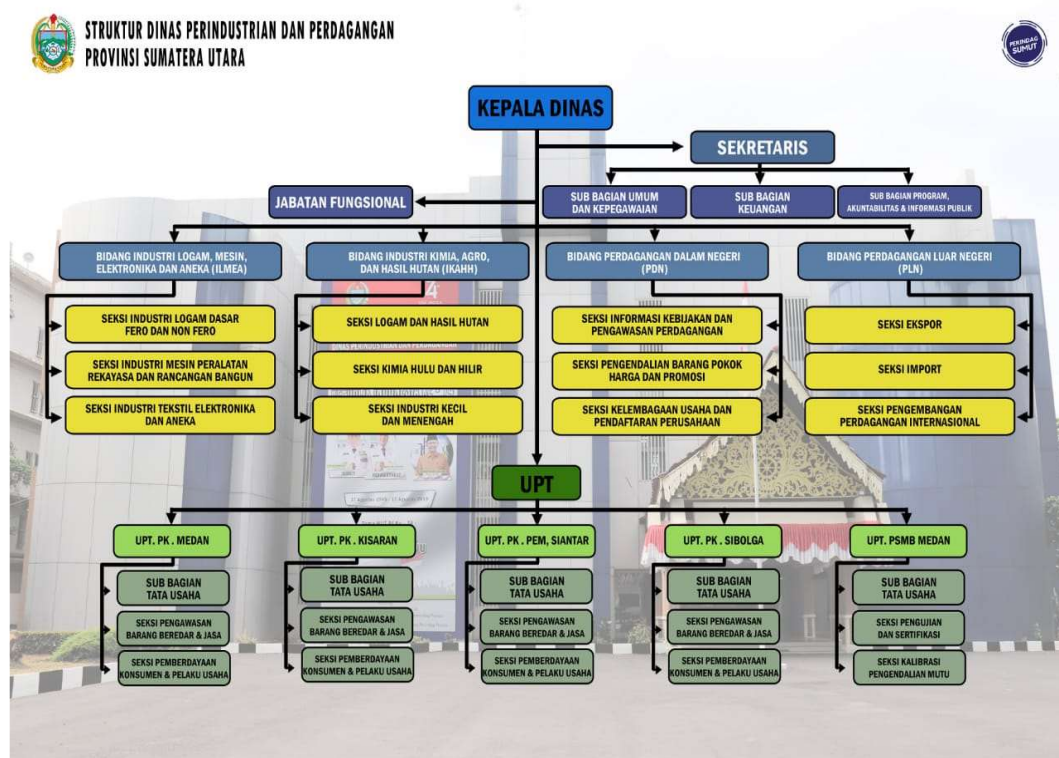 STRUKTUR DINAS PERINDUSTRIAN DAN PERDAGANGAN
PROVINSI SUMATERA UTARA
PERINDAG
SUMUT
KEPALA DINAS
SEKRETARIS
JABATAN FUNGSIONAL
SUB BAGIAN UMUM
DAN KEPEGAWAIAN
SUB BAGIAN
KEUANGAN
SUB BAGIAN PROGRAM,
AKUNTABILITAS & INFORMASI PUBLIK
BIDANG INDUSTRI LOGAM, MESIN,
ELEKTRONIKA DAN ANEKA (ILMEA)
BIDANG INDUSTRI KIMIA, AGRO,
DAN HASIL HUTAN (IKAHH)
BIDANG PERDAGANGAN DALAM NEGERI
(PDN)
BIDANG PERDAGANGAN LUAR NEGERI
(PLN)
SEKSI INDUSTRI LOGAM DASAR
FERO DAN NON FERO
SEKSI LOGAM DAN HASIL HUTAN
SEKSI INFORMASI KEBIJAKAN DAN
PENGAWASAN PERDAGANGAN
SEKSI EKSPOR
DINAS PERINDUSTRIAN DAN PERDAGANGAN
SEKSI INDUSTRI MESIN PERALATAN
REKAYASA DAN RANCANGAN BANGUN
SEKSI KIMIA HULU DAN HILIR
SEKSI PENGENDALIAN BARANG POKOK
HARGA DAN PROMOSI
SEKSI IMPORT
SEKSI INDUSTRI TEKSTIL ELEKTRONIKA
DAN ANEKA
SEKSI INDUSTRI KECIL
DAN MENENGAH
SEKSI KELEMBAGAAN USAHA DAN
PENDAFTARAN PERUSAHAAN
SEKSI PENGEMBANGAN
PERDAGANGAN INTERNASIONAL
UPT
UPT. PK . MEDAN
UPT. PK . KISARAN
UPT. PK . PEM, SIANTAR
UPT. PK . SIBOLGA
UPT. PSMB MEDAN
SUB BAGIAN
TATA USAHA
SUB BAGIAN
TATA USAHA
SUB BAGIAN
TATA USAHA
SUB BAGIAN
TATA USAHA
SUB BAGIAN
TATA USAHA
SEKSI PENGAWASAN
BARANG BEREDAR & JASA
SEKSI PENGAWASAN
BARANG BEREDAR & JASA
SEKSI PENGAWASAN
BARANG BEREDAR & JASA
SEKSI PENGAWASAN
BARANG BEREDAR & JASA
SEKSI PENGUJIAN
DAN SERTIFIKASI
SEKSI PEMBERDAYAAN
KONSUMEN & PELAKU USAHA
SEKSI PEMBERDAYAAN
KONSUMEN & PELAKU USAHA
SEKSI PEMBERDAYAAN
KONSUMEN & PELAKU USAHA
SEKSI PEMBERDAYAAN
KONSUMEN & PELAKU USAHA
SEKSI KALIBRASI
PENGENDALIAN MUTU